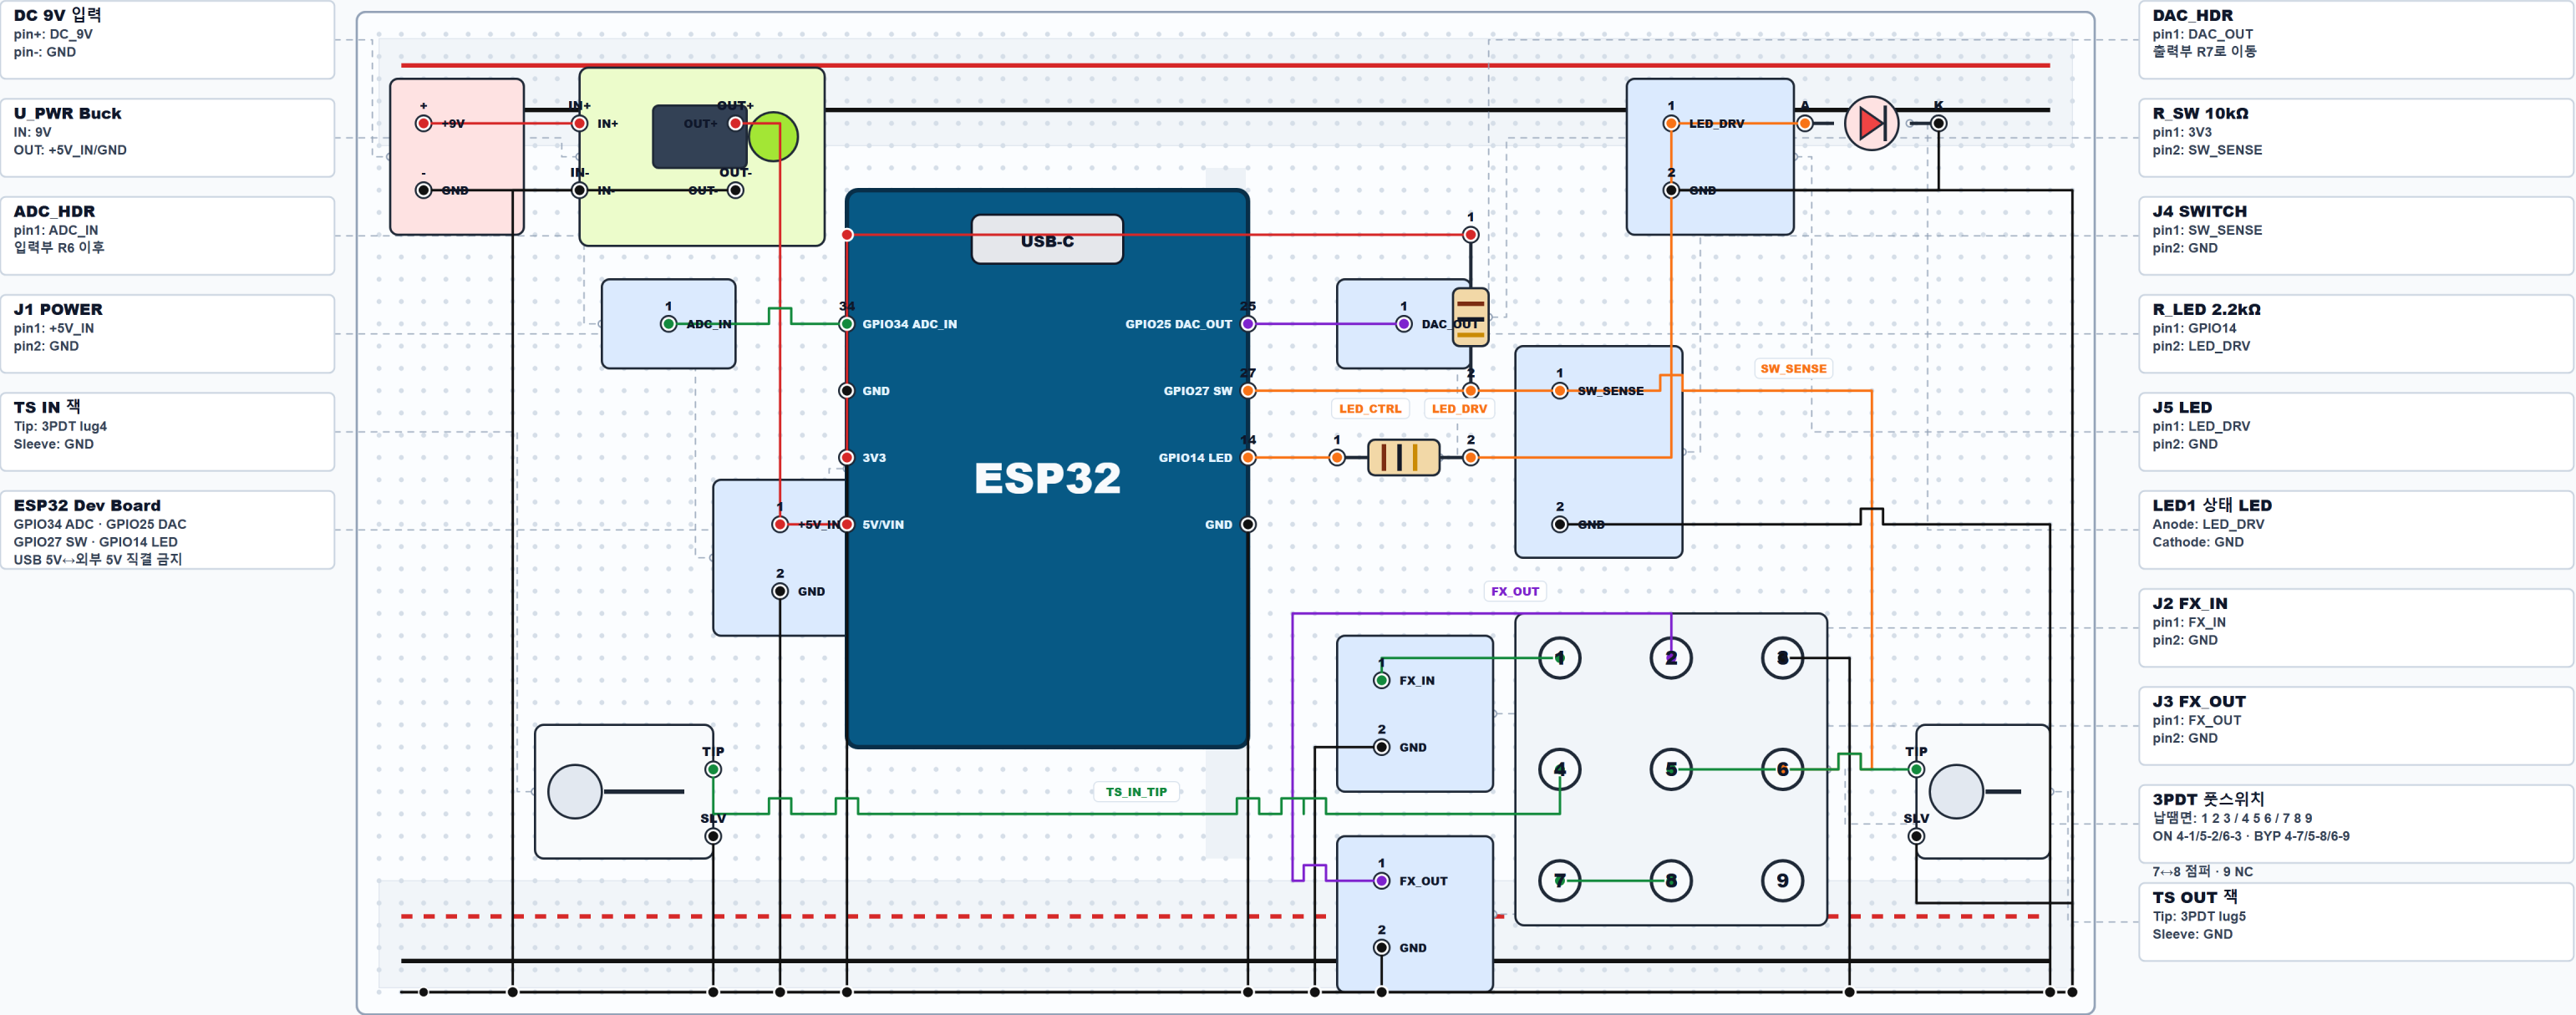 DC 9V 입력
pin+: DC_9V
pin-: GND
U_PWR Buck
IN: 9V
OUT: +5V_IN/GND
ADC_HDR
pin1: ADC_IN
입력부 R6 이후
J1 POWER
pin1: +5V_IN
pin2: GND
TS IN 잭
Tip: 3PDT lug4
Sleeve: GND
ESP32 Dev Board
GPIO34 ADC · GPIO25 DAC
GPIO27 SW · GPIO14 LED
USB 5V↔외부 5V 직결 금지
+
+9V
-
GND
IN+
IN+
OUT+
OUT+
IN-
IN-
OUT-
OUT-
1
ADC_IN
USB-C
34
GPIO34 ADC_IN
GND
3V3
5V/VIN
ESP32
25
GPIO25 DAC_OUT
27
GPIO27 SW
14
GPIO14 LED
GND
1
+5V_IN
2
GND
1
1
DAC_OUT
2
LED_CTRL
LED_DRV
1
2
1
LED_DRV
2
GND
A
K
1
SW_SENSE
2
GND
SW_SENSE
FX_OUT
1
FX_IN
2
GND
1
2
3
4
5
6
7
8
9
TIP
SLV
TS_IN_TIP
1
FX_OUT
2
GND
TIP
SLV
DAC_HDR
pin1: DAC_OUT
출력부 R7로 이동
R_SW 10kΩ
pin1: 3V3
pin2: SW_SENSE
J4 SWITCH
pin1: SW_SENSE
pin2: GND
R_LED 2.2kΩ
pin1: GPIO14
pin2: LED_DRV
J5 LED
pin1: LED_DRV
pin2: GND
LED1 상태 LED
Anode: LED_DRV
Cathode: GND
J2 FX_IN
pin1: FX_IN
pin2: GND
J3 FX_OUT
pin1: FX_OUT
pin2: GND
3PDT 풋스위치
납땜면: 1 2 3 / 4 5 6 / 7 8 9
ON 4-1/5-2/6-3 · BYP 4-7/5-8/6-9
7↔8 점퍼 · 9 NC
TS OUT 잭
Tip: 3PDT lug5
Sleeve: GND